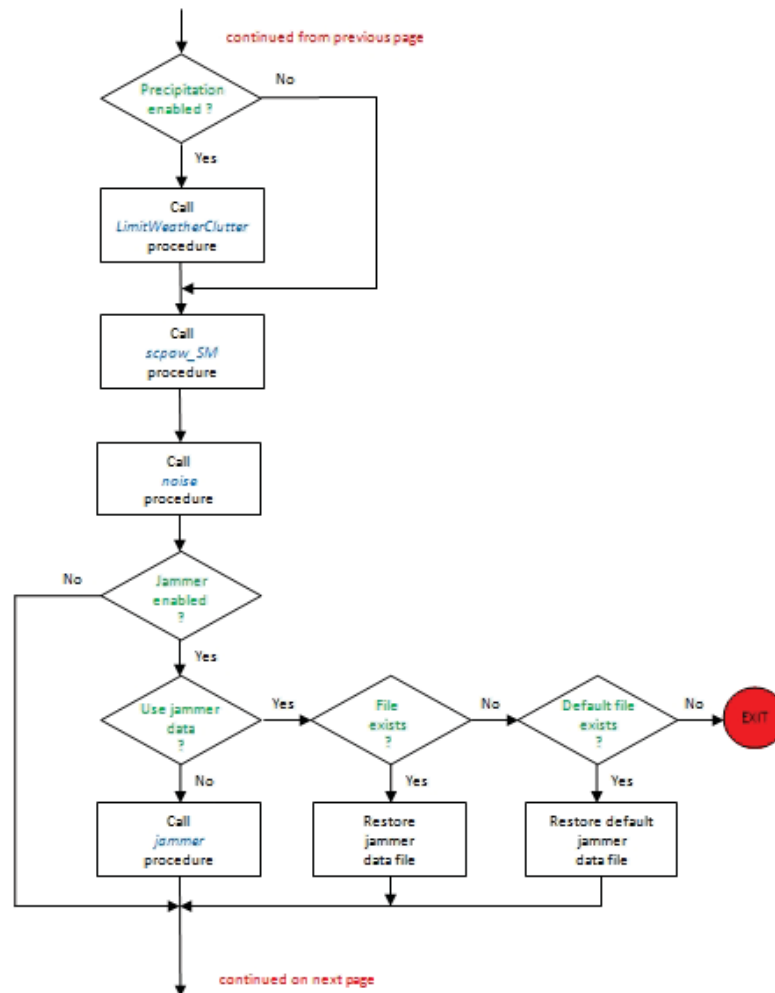 continued from previous page
Precipitation
enabled ?
No
Yes
Call
LimitWeatherClutter
procedure
Call
scpow_SM
procedure
Call
noise
procedure
No
Jammer
enabled
?
Yes
Use jammer
data
?
Yes
File
exists
?
No
Default file
exists
?
No
EXIT
No
Yes
Yes
Call
jammer
procedure
Restore
jammer
data file
Restore default
jammer
data file
continued on next page